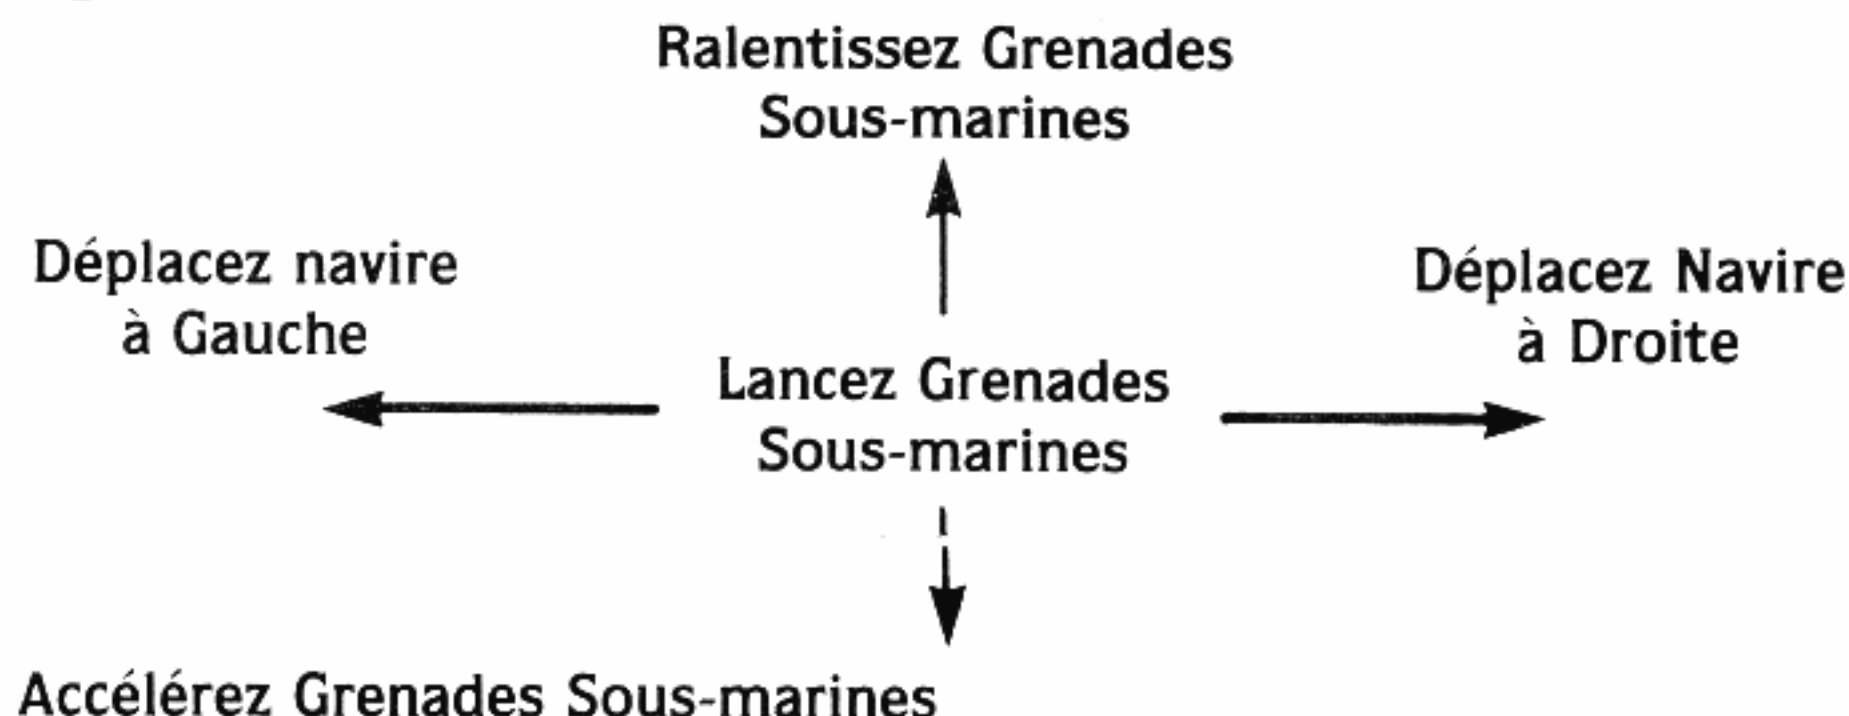 Ralentissez Grenades
Sous-marines
Déplacez navire
à Gauche
Déplacez Navire
à Droite
Lancez Grenades
Sous-marines
Accélérez Grenades Sous-marines